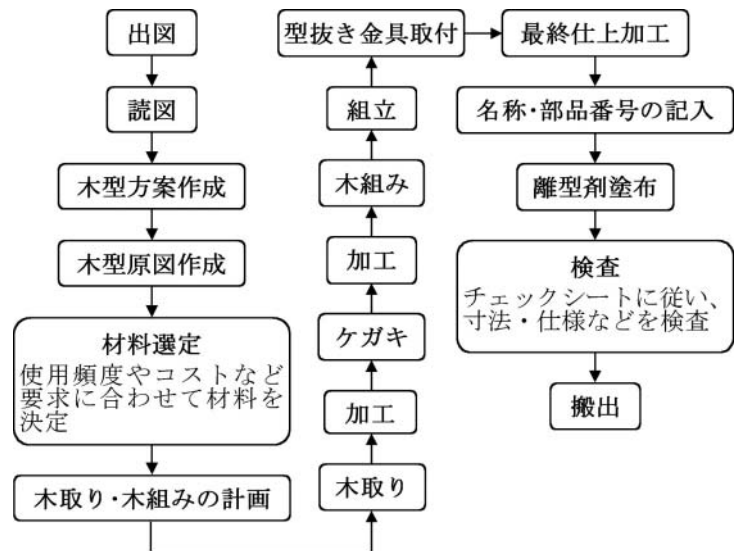 出図
読図
木型方案作成
木型原図作成
材料選定
使用頻度やコストなど
要求に合わせて材料を
決定
木取り・木組みの計画
木取り
加工
ケガキ
加工
木組み
組立
型抜き金具取付
最終仕上加工
名称・部品番号の記入
離型剤塗布
検査
チェックシートに従い、
寸法・仕様などを検査
搬出